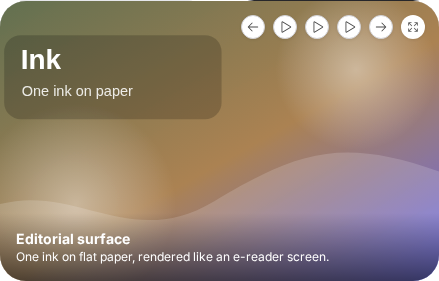 Ink
One ink on paper
Editorial surface
One ink on flat paper, rendered like an e-reader screen.